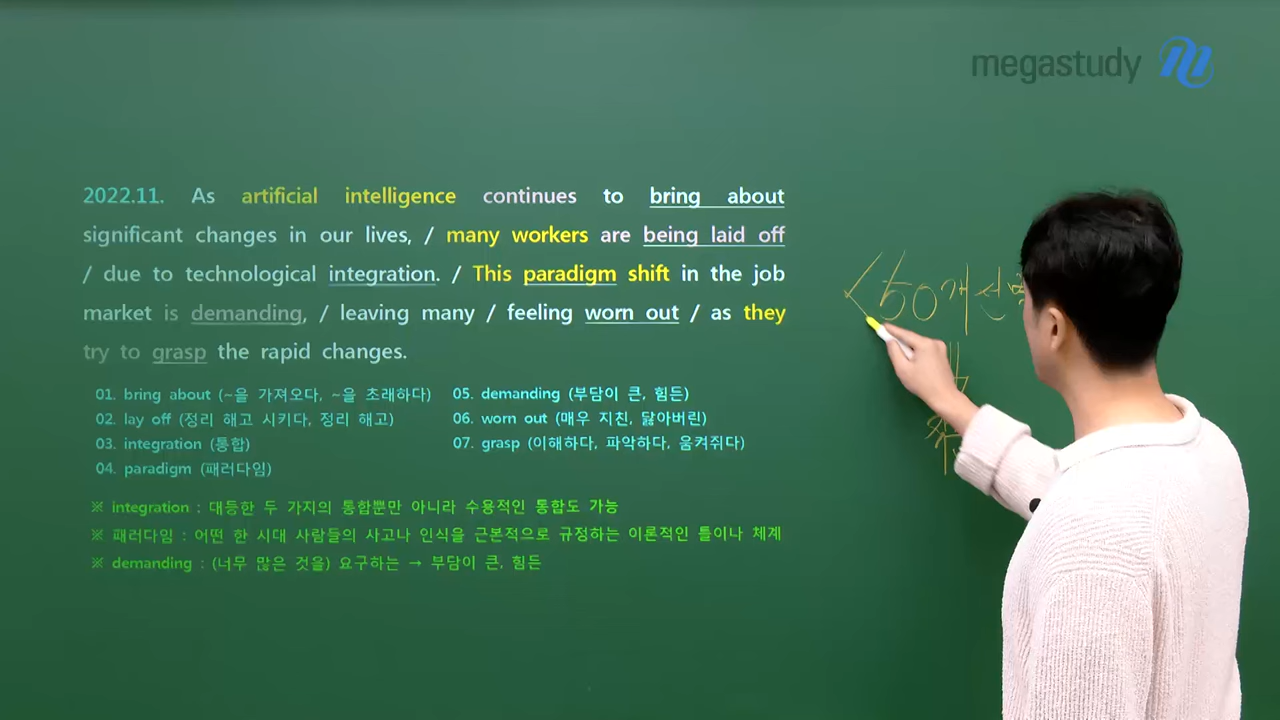 megastudy
2022.11. As artificial intelligence continues to bring about
significant changes in our lives, / many workers are being laid off
/ due to technological integration. / This paradigm shift in the job
market is demanding, / leaving many / feeling worn out / as they
try to grasp the rapid changes.
01. bring about (~을 가져오다, ~을 초래하다)
02. lay off (정리 해고 시키다, 정리 해고)
03. integration (통합)
04. paradigm (패러다임)
05. demanding (부담이 큰, 힘든)
06. worn out (매우 지친, 닳아버린)
07. grasp (이해하다, 파악하다, 움켜쥐다)
※ integration : 대등한 두 가지의 통합뿐만 아니라 수용적인 통합도 가능
※ 패러다임 : 어떤 한 시대 사람들의 사고나 인식을 근본적으로 규정하는 이론적인 틀이나 체계
※ demanding : (너무 많은 것을) 요구하는 → 부담이 큰, 힘든
<50개